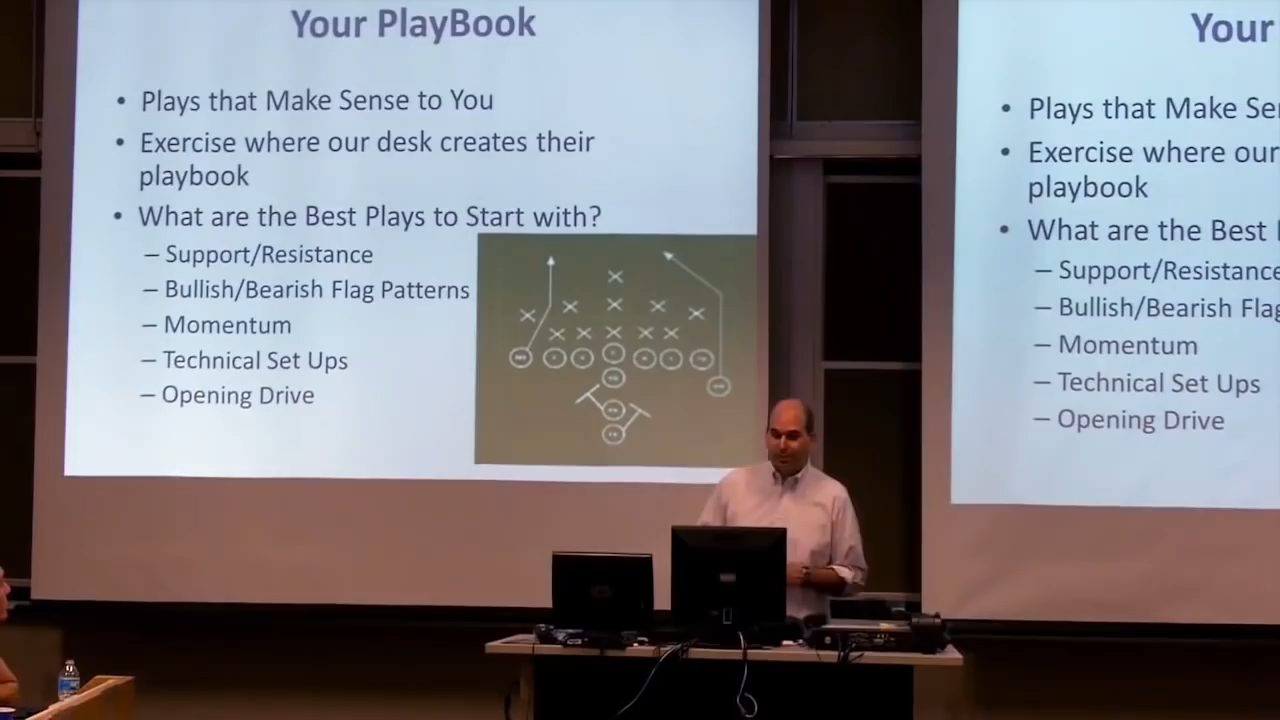 Your PlayBook
• Plays that Make Sense to You
• Exercise where our desk creates their
playbook
• What are the Best Plays to Start with?
– Support/Resistance
– Bullish/Bearish Flag Patterns
– Momentum
– Technical Set Ups
– Opening Drive
Your
• Plays that Make Se
• Exercise where our
playbook
• What are the Best
– Support/Resistance
– Bullish/Bearish Flag
– Momentum
– Technical Set Ups
– Opening Drive